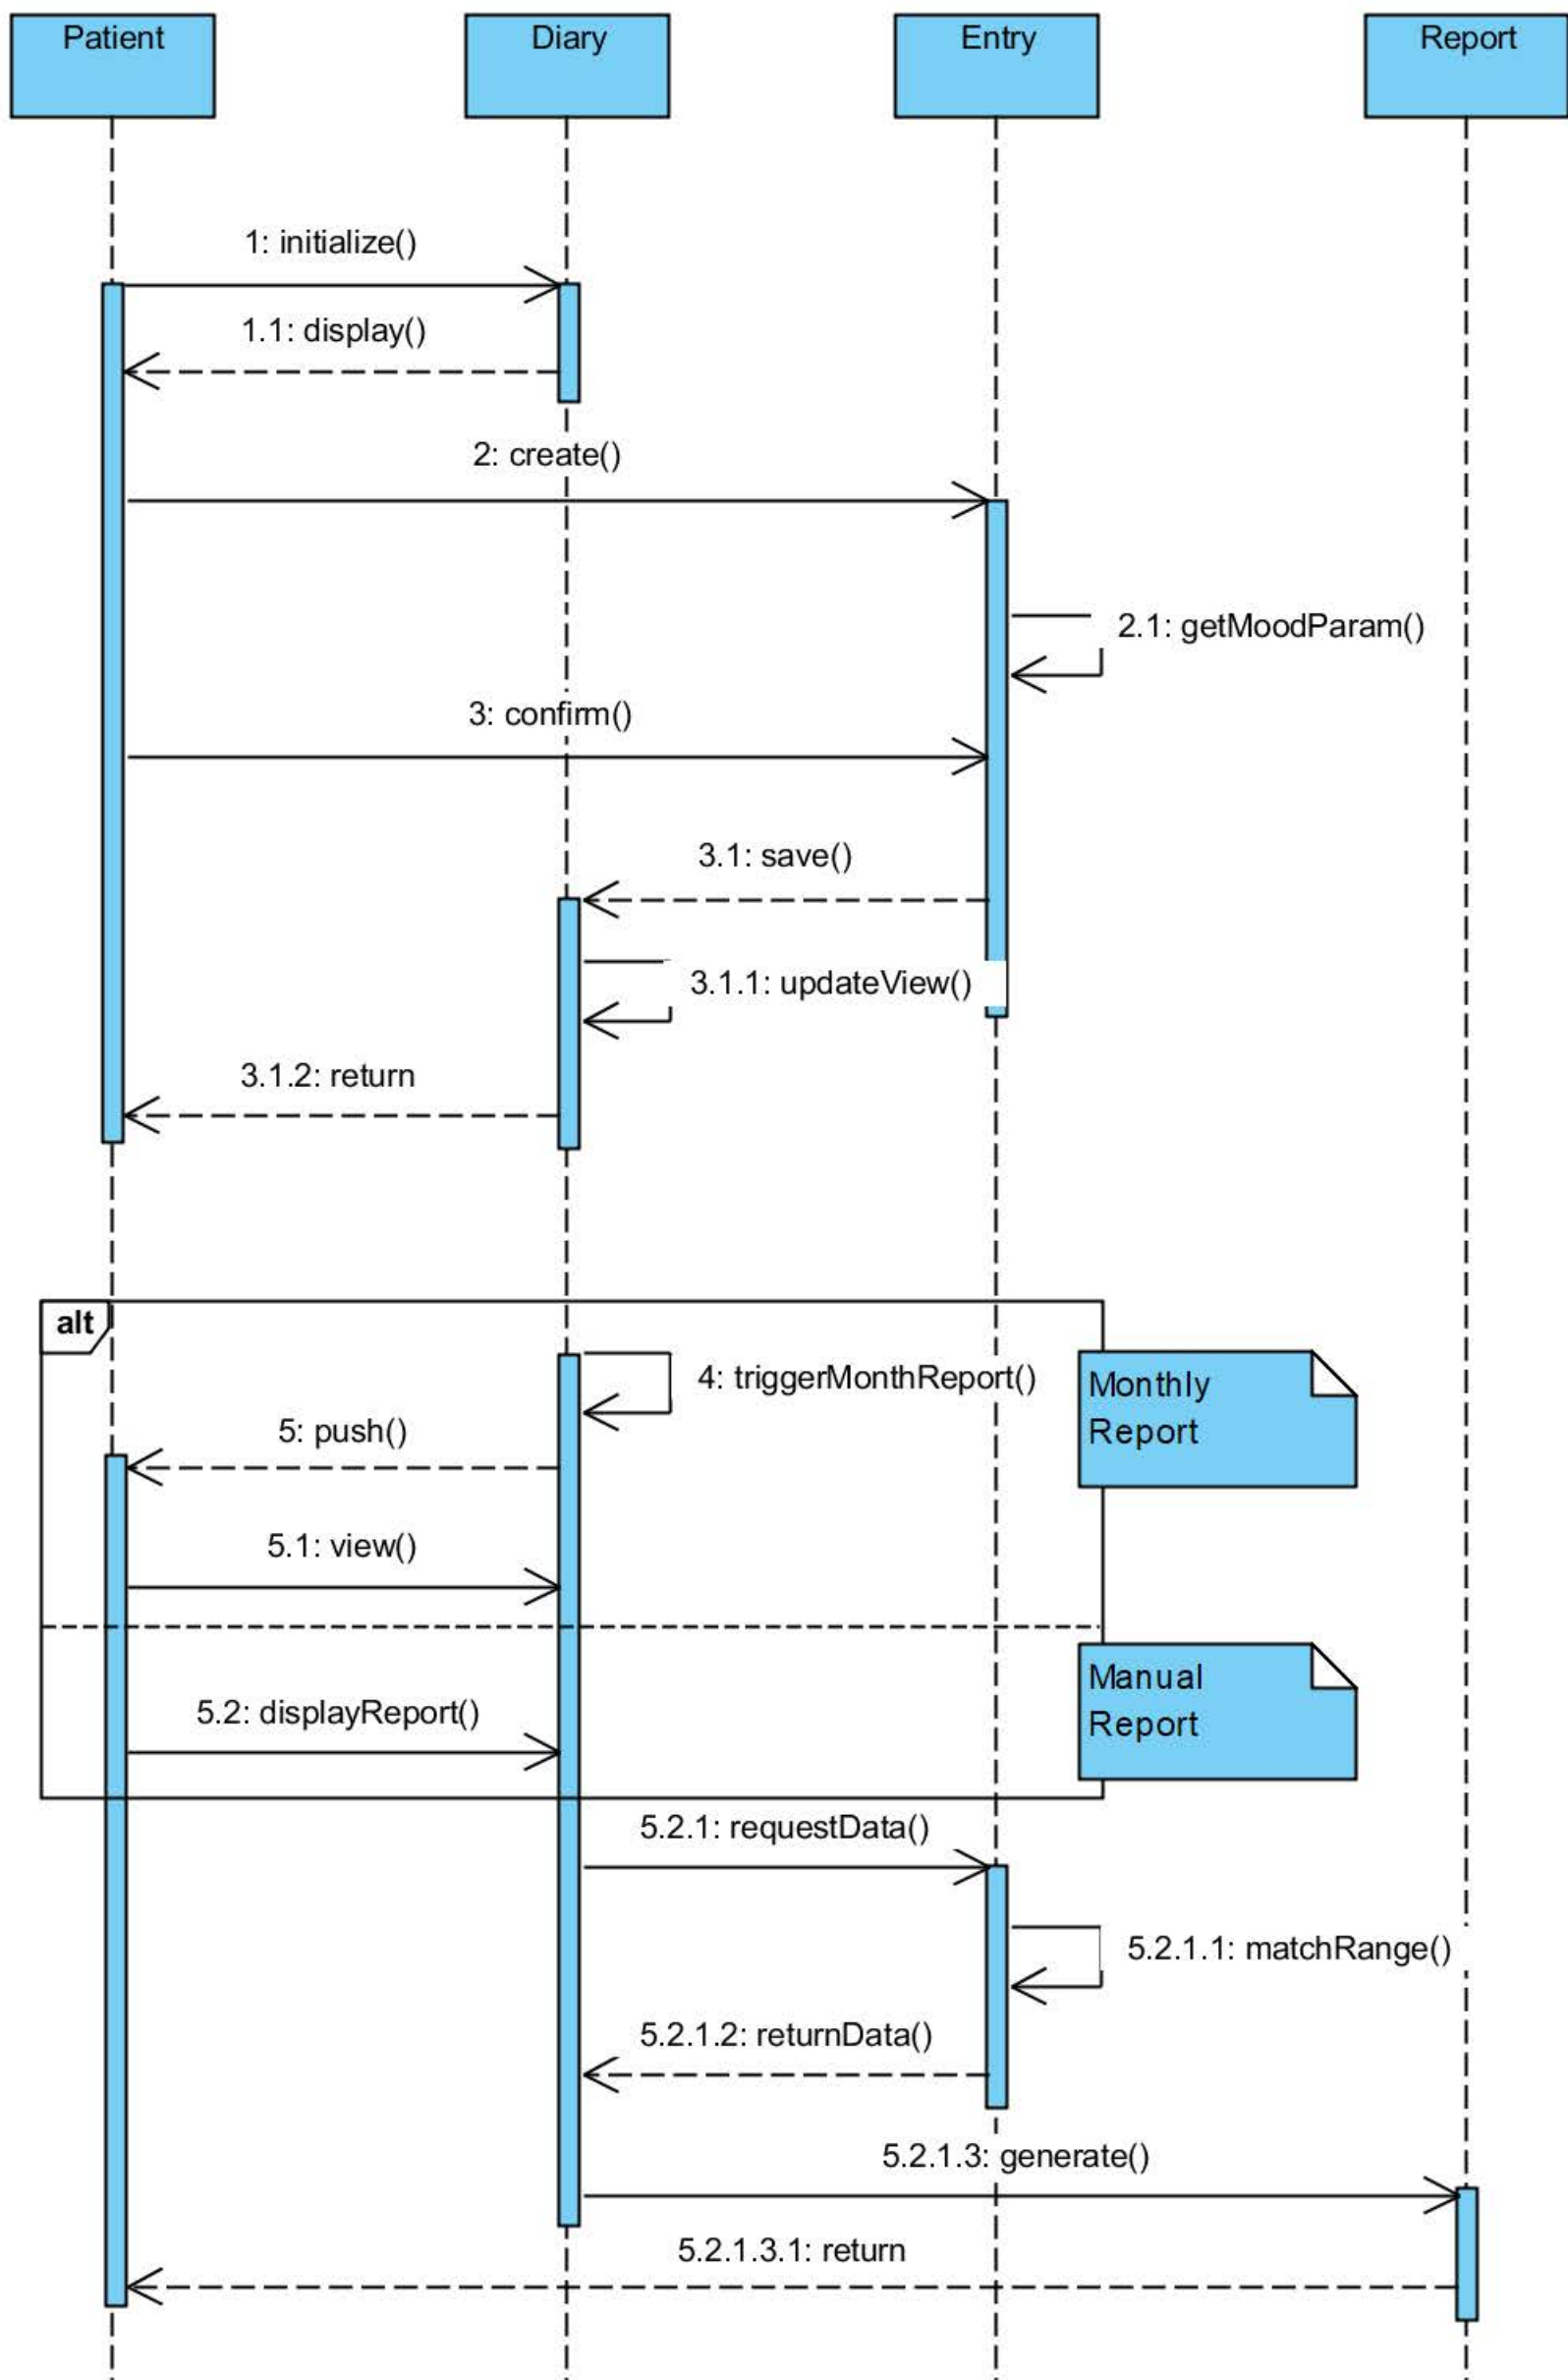 Patient
Diary
Entry
Report
1: initialize()
1.1: display()
2: create()
2.1: getMoodParam()
3: confirm()
3.1: save()
3.1.1: updateView()
3.1.2: return
alt
4: triggerMonthReport()
Monthly
Report
5: push()
5.1: view()
Manual
Report
5.2: displayReport()
5.2.1: requestData()
5.2.1.1: matchRange()
5.2.1.2: returnData()
5.2.1.3: generate()
5.2.1.3.1: return